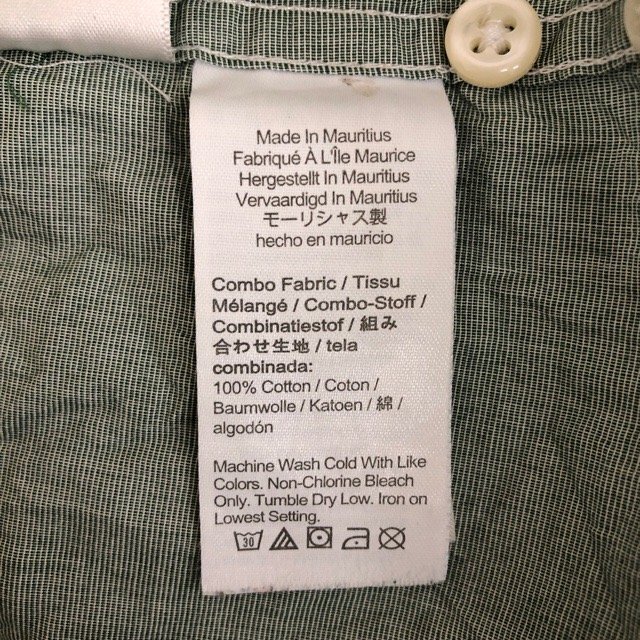 Made In Mauritius
Fabriqué À L'Île Maurice
Hergestellt In Mauritius
Vervaardigd In Mauritius
モーリシャス製
hecho en mauricio
Combo Fabric / Tissu
Mélangé / Combo-Stoff /
Combinatiestof / 組み
合わせ生地 / tela
combinada:
100% Cotton / Coton /
Baumwolle / Katoen / 綿 /
algodón
Machine Wash Cold With Like
Colors. Non-Chlorine Bleach
Only. Tumble Dry Low. Iron on
Lowest Setting.
30